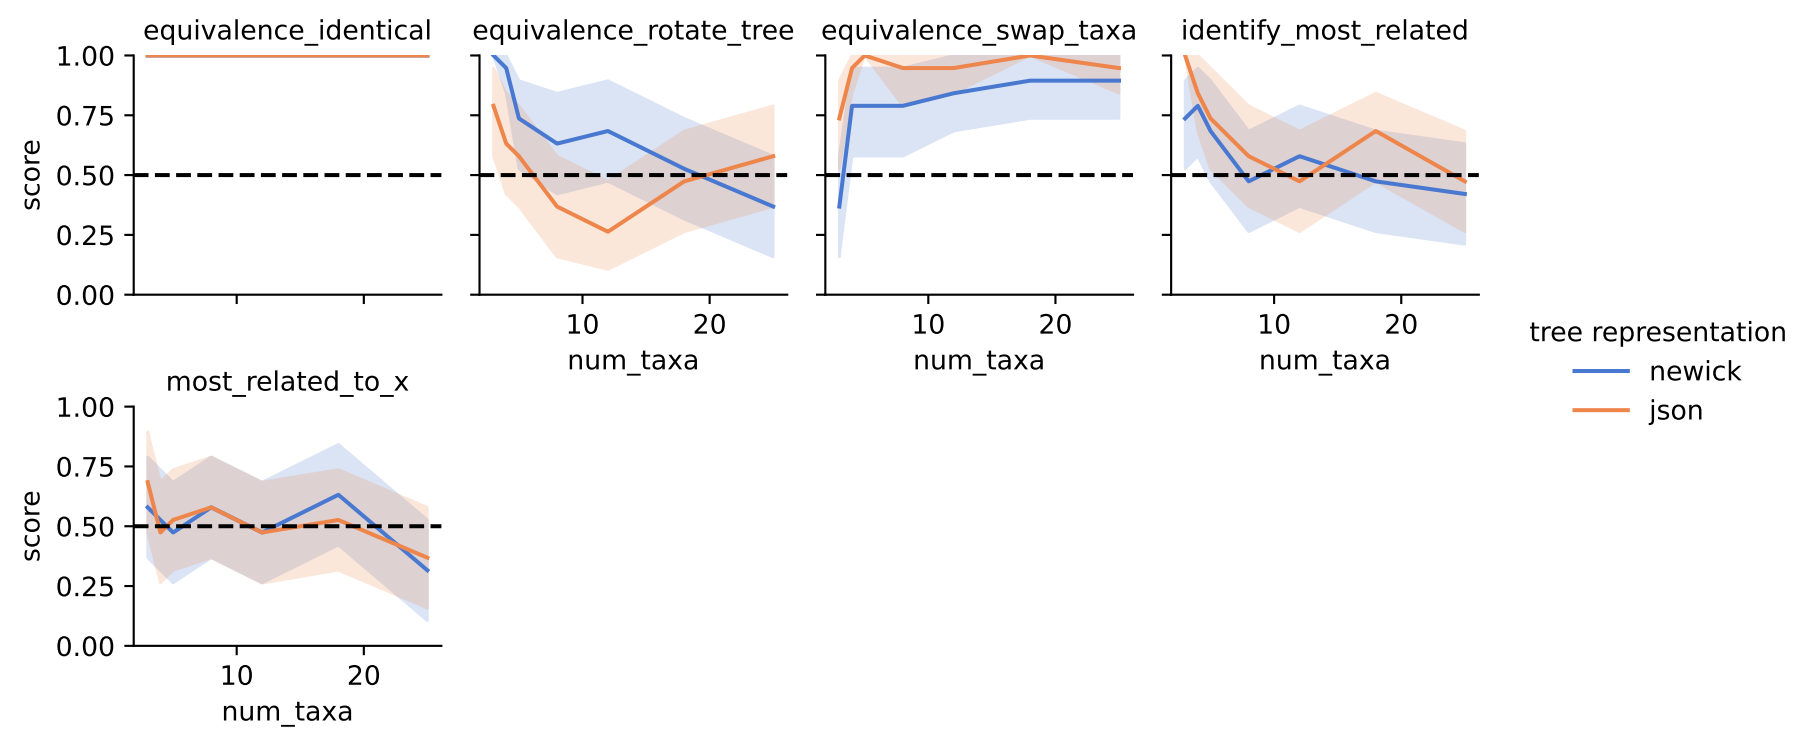 equivalence_identical
equivalence_rotate_tree
equivalence_swap_taxa
identify_most_related
score
1.00
0.75
0.50
0.25
0.00
10
20
num_taxa
10
20
num_taxa
10
20
num_taxa
tree representation
newick
json
most_related_to_x
score
1.00
0.75
0.50
0.25
0.00
10
20
num_taxa